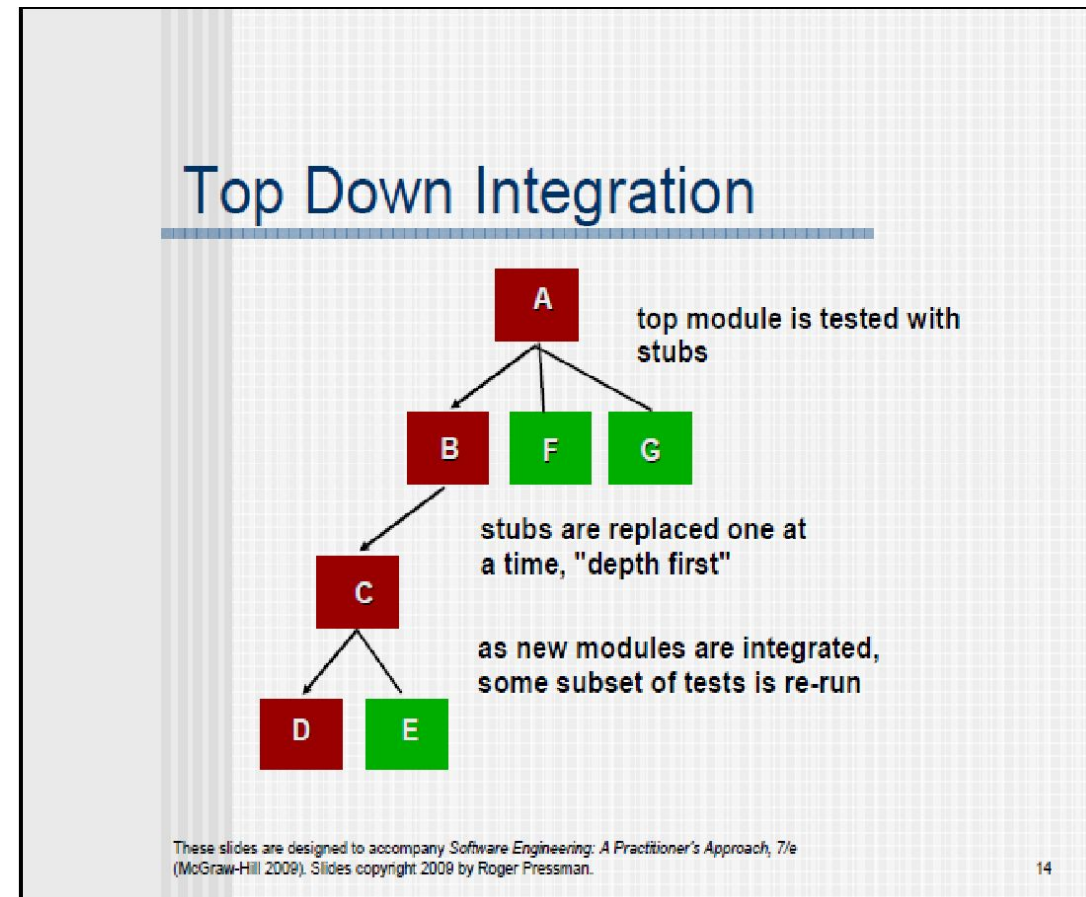 Top Down Integration
A
top module is tested with
stubs
B
F
G
stubs are replaced one at
a time, "depth first"
C
as new modules are integrated,
some subset of tests is re-run
D
E
These slides are designed to accompany Software Engineering: A Practitioner's Approach, 7/e
(McGraw-Hill 2009). Slides copyright 2009 by Roger Pressman.
14